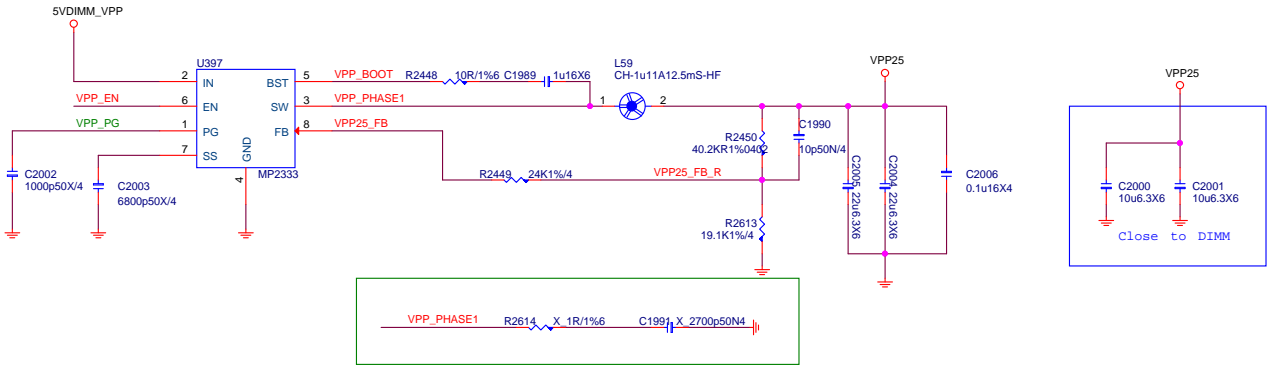 5VDIMM_VPP
U397
2 IN
6 EN
1 PG
7 SS
BST 5
SW 3
FB 8
GND
4
MP2333
VPP_EN
VPP_PG
C2002
1000p50X/4
C2003
6800p50X/4
VPP_BOOT
R2448 10R/1%6
C1989 1u16X6
VPP_PHASE1
VPP25_FB
L59
CH-1u11A12.5mS-HF
1 2
R2449 24K1%/4
VPP25_FB_R
R2450
40.2KR1%0402
C1990
10p50N/4
R2613
19.1K1%/4
VPP25
C2005 22u6.3X6
C2004 22u6.3X6
C2006
0.1u16X4
VPP25
C2000
10u6.3X6
C2001
10u6.3X6
Close to DIMM
VPP_PHASE1
R2614 X_1R/1%6
C1991 X_2700p50N4